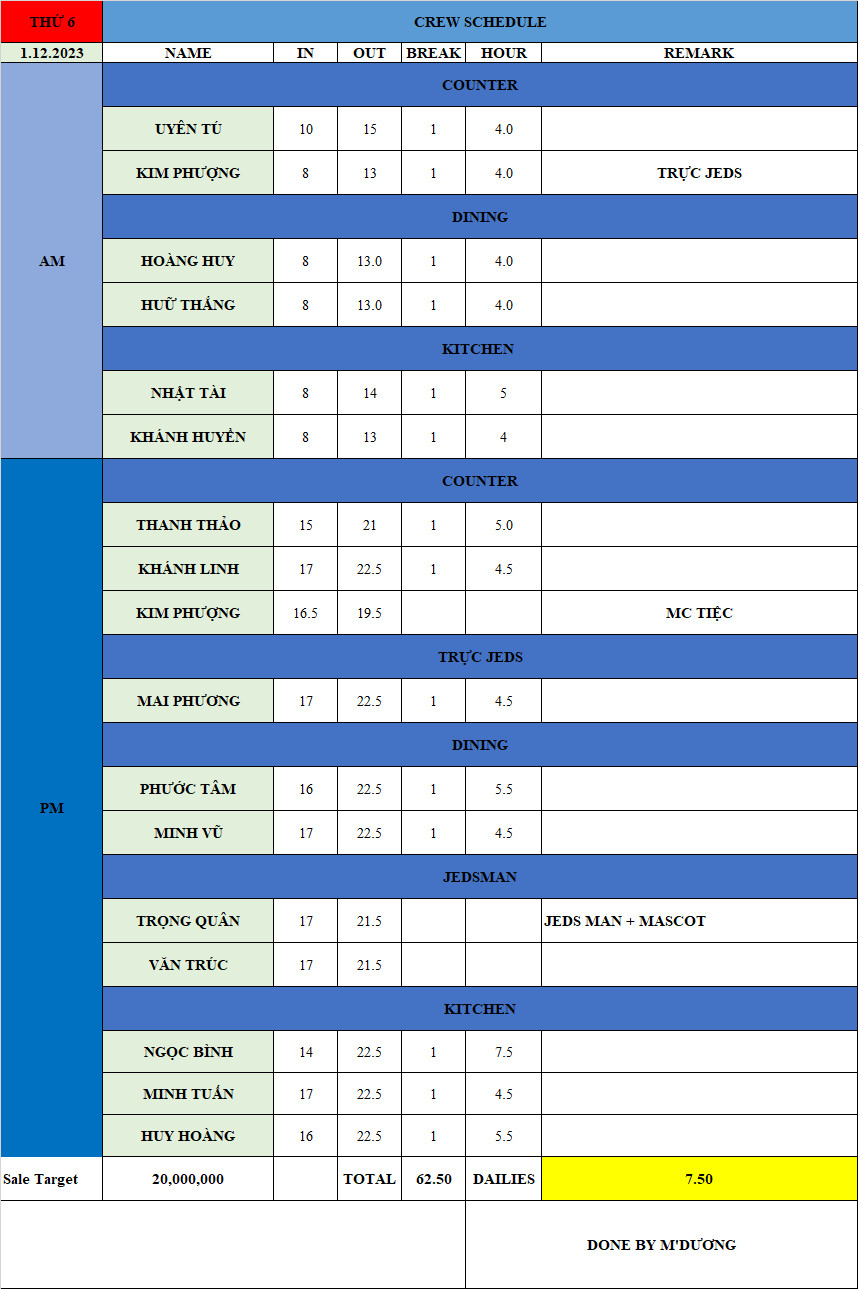 THỨ 6 CREW SCHEDULE
1.12.2023 NAME IN OUT BREAK HOUR REMARK
COUNTER
UYÊN TÚ 10 15 1 4.0
KIM PHƯỢNG 8 13 1 4.0 TRỰC JEDS
DINING
AM
HOÀNG HUY 8 13.0 1 4.0
HUỮ THẮNG 8 13.0 1 4.0
KITCHEN
NHẬT TÀI 8 14 1 5
KHÁNH HUYỀN 8 13 1 4
COUNTER
THANH THẢO 15 21 1 5.0
KHÁNH LINH 17 22.5 1 4.5
KIM PHƯỢNG 16.5 19.5 MC TIỆC
TRỰC JEDS
MAI PHƯƠNG 17 22.5 1 4.5
DINING
PHƯỚC TÂM 16 22.5 1 5.5
PM
MINH VŨ 17 22.5 1 4.5
JEDSMAN
TRỌNG QUÂN 17 21.5 JEDS MAN + MASCOT
VĂN TRÚC 17 21.5
KITCHEN
NGỌC BÌNH 14 22.5 1 7.5
MINH TUẤN 17 22.5 1 4.5
HUY HOÀNG 16 22.5 1 5.5
Sale Target 20,000,000 TOTAL 62.50 DAILIES 7.50
DONE BY M'DƯƠNG